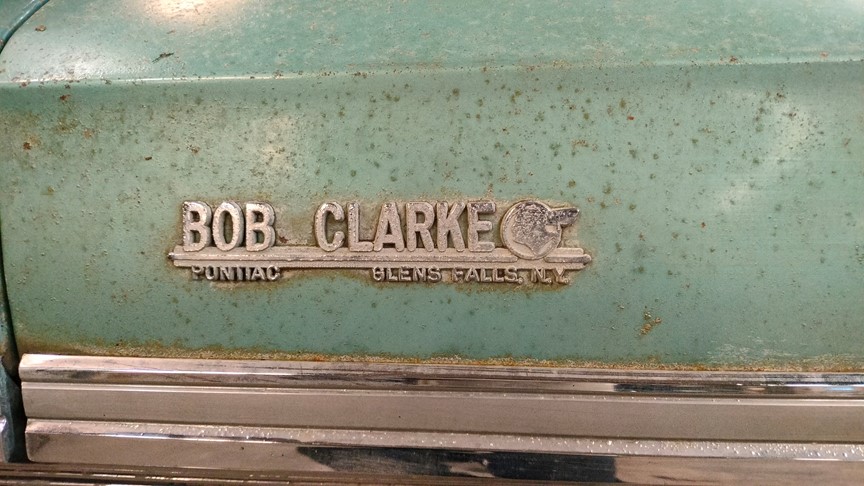 BOB CLARKE
PONTIAC GLENS FALLS, N.Y.